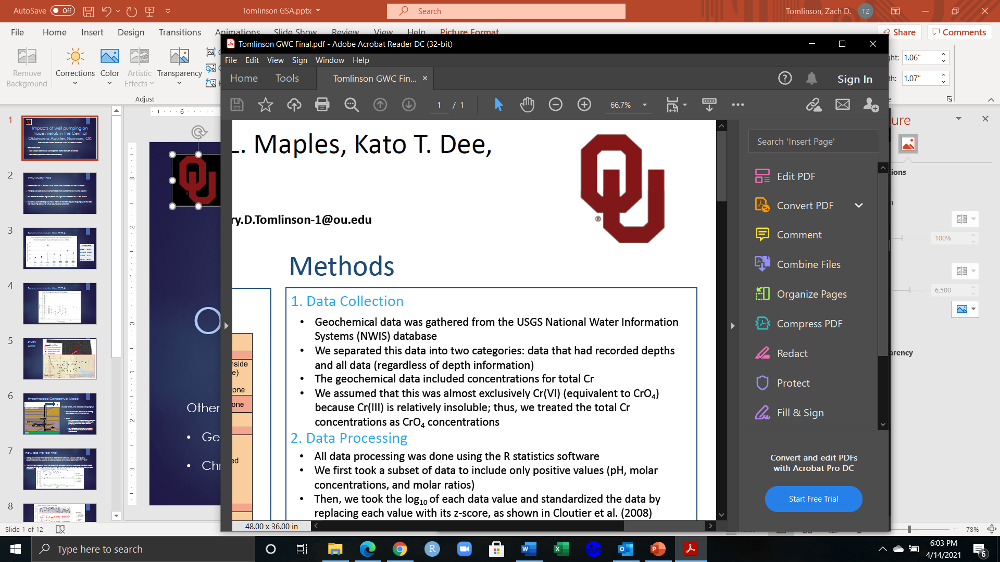 AutoSave Off Tomlinson GSA.pptx Search Tomlinson, Zach D. TZ
File Home Insert Design Transitions Animations Slide Show Review View Help Picture Format Share Comments
Remove Background
Corrections
Color
Artistic Effects
Transparency
Adjust
1.06"
1.07"
Tomlinson GWC Final.pdf - Adobe Acrobat Reader DC (32-bit)
File Edit View Sign Window Help
Home Tools Tomlinson GWC Fin... Sign In
1 / 1 66.7%
L. Maples, Kato T. Dee,
ry.D.Tomlinson-1@ou.edu
Methods
1. Data Collection
• Geochemical data was gathered from the USGS National Water Information
Systems (NWIS) database
• We separated this data into two categories: data that had recorded depths
and all data (regardless of depth information)
• The geochemical data included concentrations for total Cr
• We assumed that this was almost exclusively Cr(VI) (equivalent to CrO₄)
because Cr(III) is relatively insoluble; thus, we treated the total Cr
concentrations as CrO₄ concentrations
2. Data Processing
• All data processing was done using the R statistics software
• We first took a subset of data to include only positive values (pH, molar
concentrations, and molar ratios)
• Then, we took the log₁₀ of each data value and standardized the data by
replacing each value with its z-score, as shown in Cloutier et al. (2008)
48.00 x 36.00 in
Search 'Insert Page'
Edit PDF
Convert PDF
Comment
Combine Files
Organize Pages
Compress PDF
Redact
Protect
Fill & Sign
Convert and edit PDFs
with Acrobat Pro DC
Start Free Trial
ure
tions
100%
6,500
arency
1
Impacts of well pumping on
trace metals in the Central
Oklahoma Aquifer, Norman, OK
2
Why study this?
3
Trace metals in the COA
4
Trace metals in the COA
5
Study
Area
6
Hypothesized Conceptual Model
7
How did we test this?
8
Other
• Ge
• Chr
Slide 1 of 12
78%
Type here to search
6:03 PM
4/14/2021
6